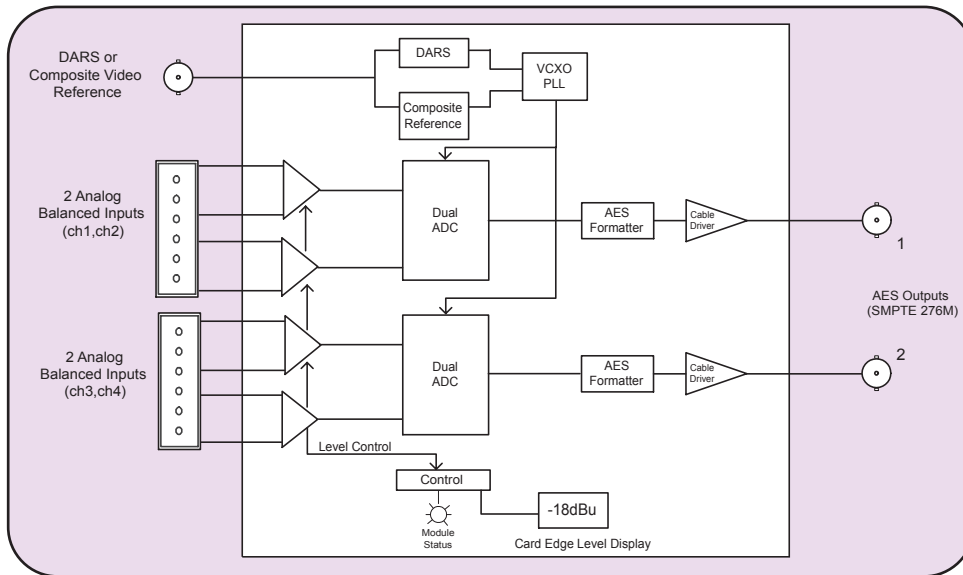 DARS or
Composite Video
Reference
DARS
Composite
Reference
VCXO
PLL
2 Analog
Balanced Inputs
(ch1,ch2)
Dual
ADC
AES
Formatter
Cable
Driver
1
AES Outputs
(SMPTE 276M)
2 Analog
Balanced Inputs
(ch3,ch4)
Dual
ADC
AES
Formatter
Cable
Driver
2
Level Control
Control
Module
Status
-18dBu
Card Edge Level Display